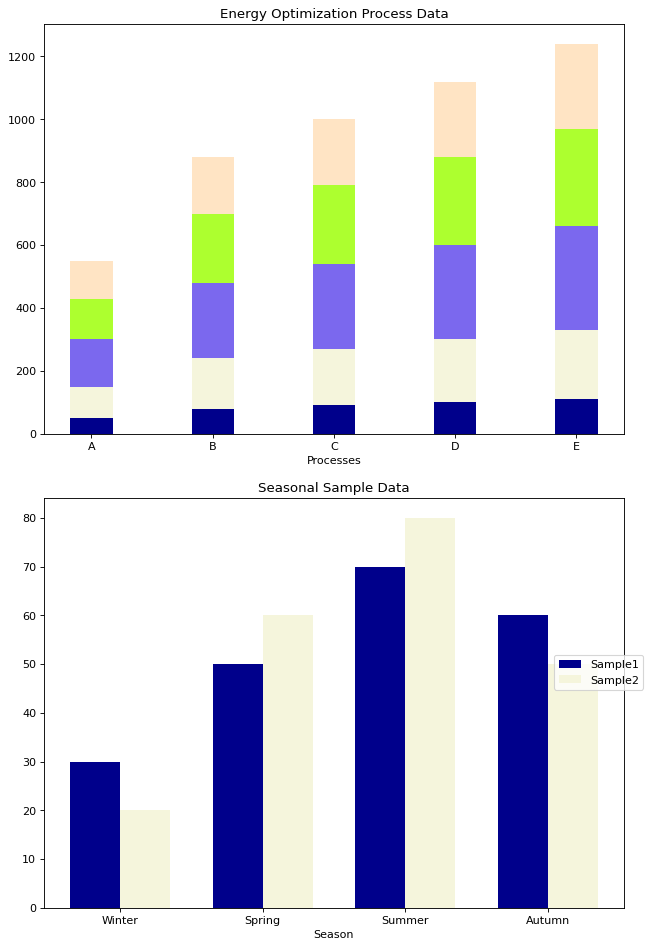 Energy Optimization Process Data
1200
1000
800
600
400
200
0
A B C D E
Processes
Seasonal Sample Data
80
70
60
50
40
30
20
10
0
Sample1
Sample2
Winter Spring Summer Autumn
Season